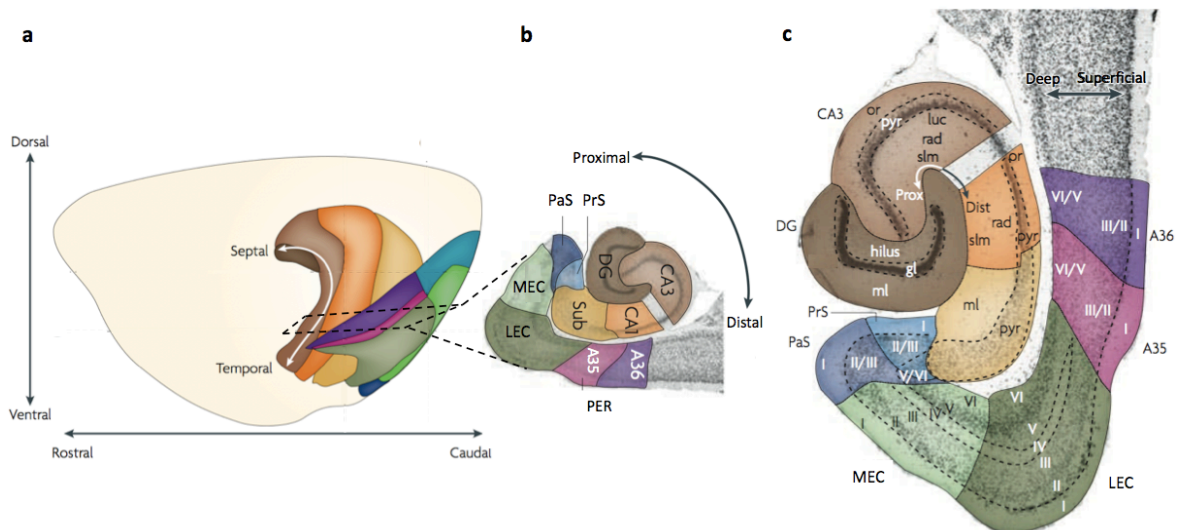 a
b
c
Dorsal
Ventral
Rostral
Caudal
Septal
Temporal
Proximal
Distal
PaS
PrS
DG
CA3
MEC
Sub
CA1
LEC
A35
A36
PER
Deep
Superficial
CA3
or
pyr
luc
rad
slm
or
Prox
Dist
rad
slm
pyr
DG
hilus
gl
ml
VI/V
III/II
I
A36
VI/V
III/II
I
A35
ml
pyr
PrS
I
PaS
II/III
I
II/III
V/VI
VI
V
IV
III
II
I
MEC
VI
V
IV
III
II
I
LEC